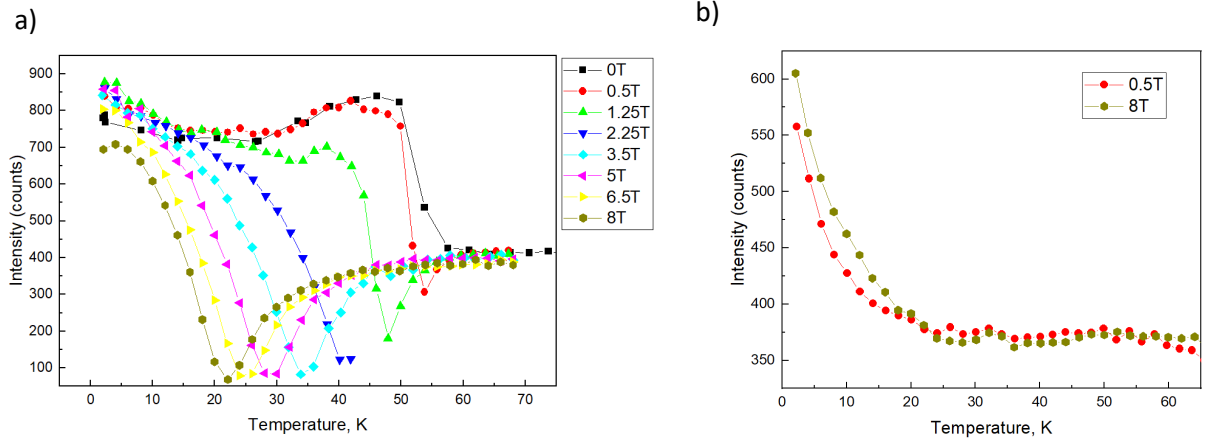 a)
Intensity (counts)
900
800
700
600
500
400
300
200
100
0
10
20
30
40
50
60
70
Temperature, K
0T
0.5T
1.25T
2.25T
3.5T
5T
6.5T
8T
b)
Intensity (counts)
600
550
500
450
400
350
0
10
20
30
40
50
60
Temperature, K
0.5T
8T